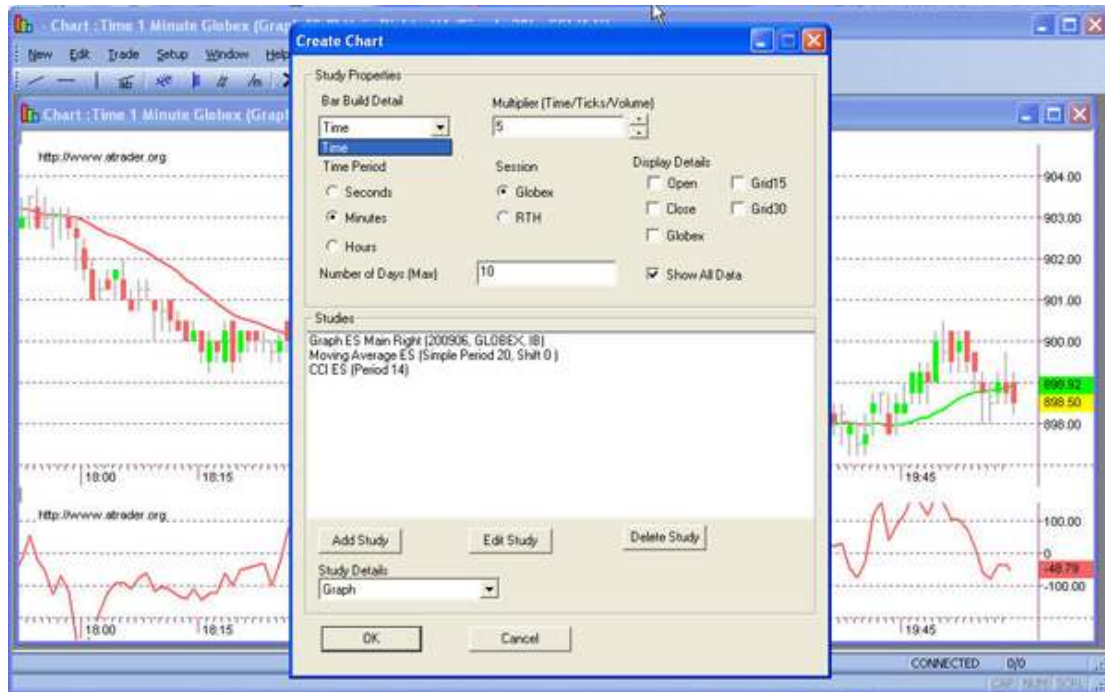 Chart : Time 1 Minute Globex (Grap
New Edit Trade Setup Window Help
Chart : Time 1 Minute Globex (Grap
http://www.atrader.org
18:00 18:15
http://www.atrader.org
18:00 18:15
Create Chart
Study Properties
Bar Build Detail
Multiplier (Time/Ticks/Volume)
Time
5
Time
Time Period
Session
Display Details
Seconds
Globex
Open
Grid15
Minutes
RTH
Close
Grid30
Hours
Globex
Number of Days (Max)
10
Show All Data
Studies
Graph ES Main Right (200906, GLOBEX, IB)
Moving Average ES (Simple Period 20, Shift 0 )
CCI ES (Period 14)
Add Study
Edit Study
Delete Study
Study Details
Graph
OK
Cancel
904.00
903.00
902.00
901.00
900.00
898.92
898.50
898.00
19:45
100.00
0
-48.79
-100.00
19:45
CONNECTED 0/0
CAP NUM SCRL